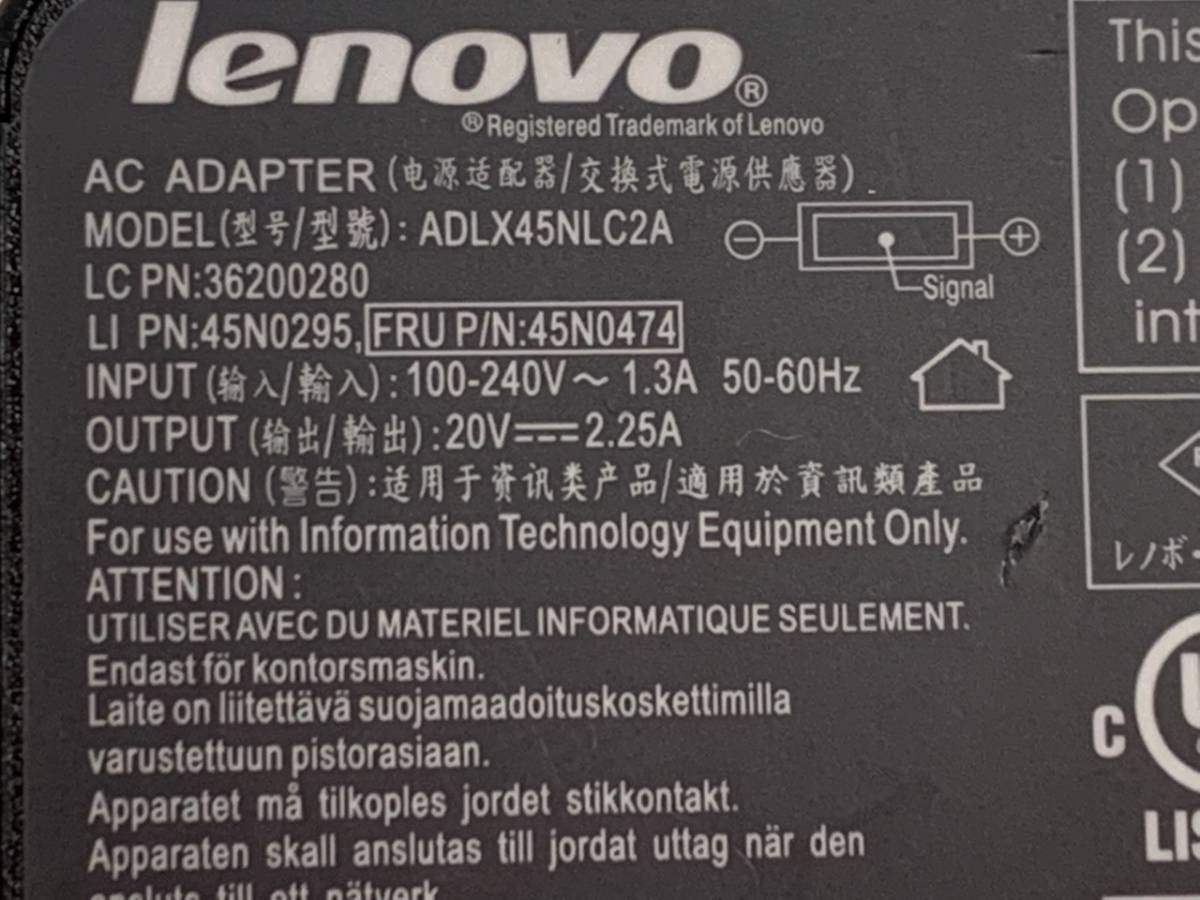 lenovo®
®Registered Trademark of Lenovo
AC ADAPTER (电源适配器/交换式電源供應器)
MODEL(型号/型號): ADLX45NLC2A
Signal
LC PN:36200280
LI PN:45N0295, FRU P/N:45N0474
INPUT (输入/輸入): 100-240V~ 1.3A 50-60Hz
OUTPUT (输出/輸出):20V⎓2.25A
CAUTION (警告):适用于资讯类产品/適用於資訊類產品
For use with Information Technology Equipment Only.
ATTENTION :
UTILISER AVEC DU MATERIEL INFORMATIQUE SEULEMENT.
Endast för kontorsmaskin.
Laite on liitettävä suojamaadoituskoskettimilla
varustettuun pistorasiaan.
Apparatet må tilkoples jordet stikkontakt.
Apparaten skall anslutas till jordat uttag när den
ansluts till ett nätverk
This
Op
(1)
(2)
int
レノボ・
C
LIS